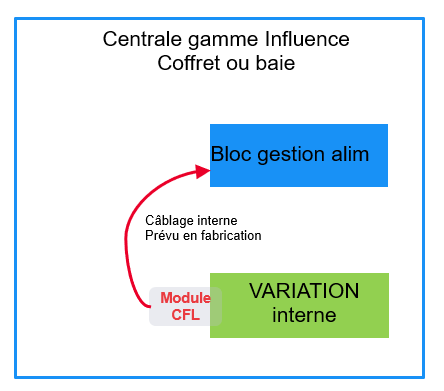 Centrale gamme Influence
Coffret ou baie
Bloc gestion alim
Câblage interne
Prévu en fabrication
Module
CFL
VARIATION
interne